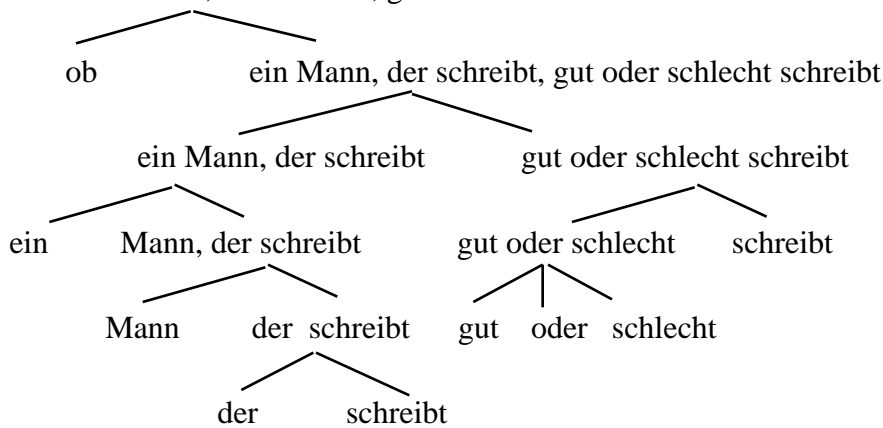 ob ein Mann, der schreibt, gut oder schlecht schreibt
ein Mann, der schreibt gut oder schlecht schreibt
ein Mann, der schreibt gut oder schlecht schreibt
Mann der schreibt gut oder schlecht
der schreibt